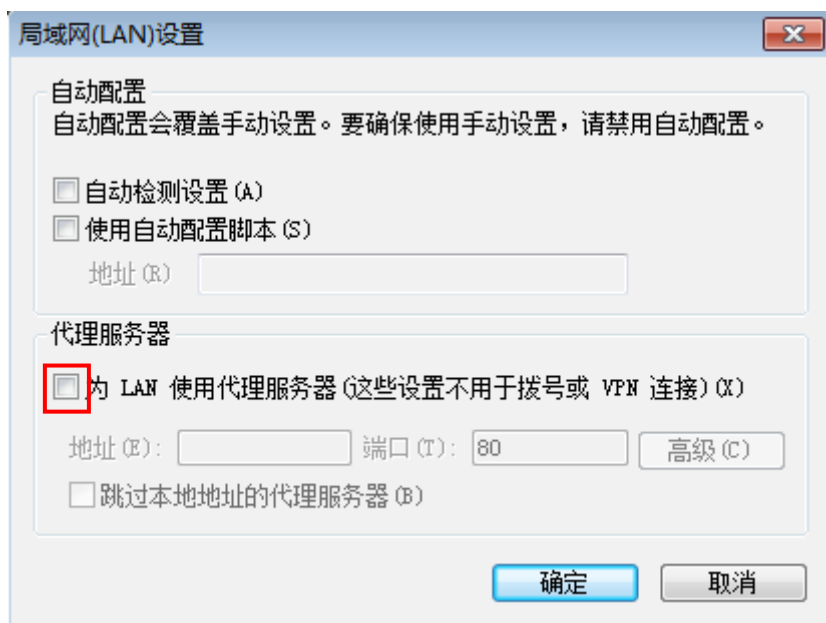 局域网(LAN)设置
自动配置
自动配置会覆盖手动设置。要确保使用手动设置，请禁用自动配置。
自动检测设置(A)
使用自动配置脚本(S)
地址(R)
代理服务器
为 LAN 使用代理服务器(这些设置不用于拨号或 VPN 连接)(X)
地址(E): 端口(T): 80 高级(C)
跳过本地地址的代理服务器(B)
确定 取消